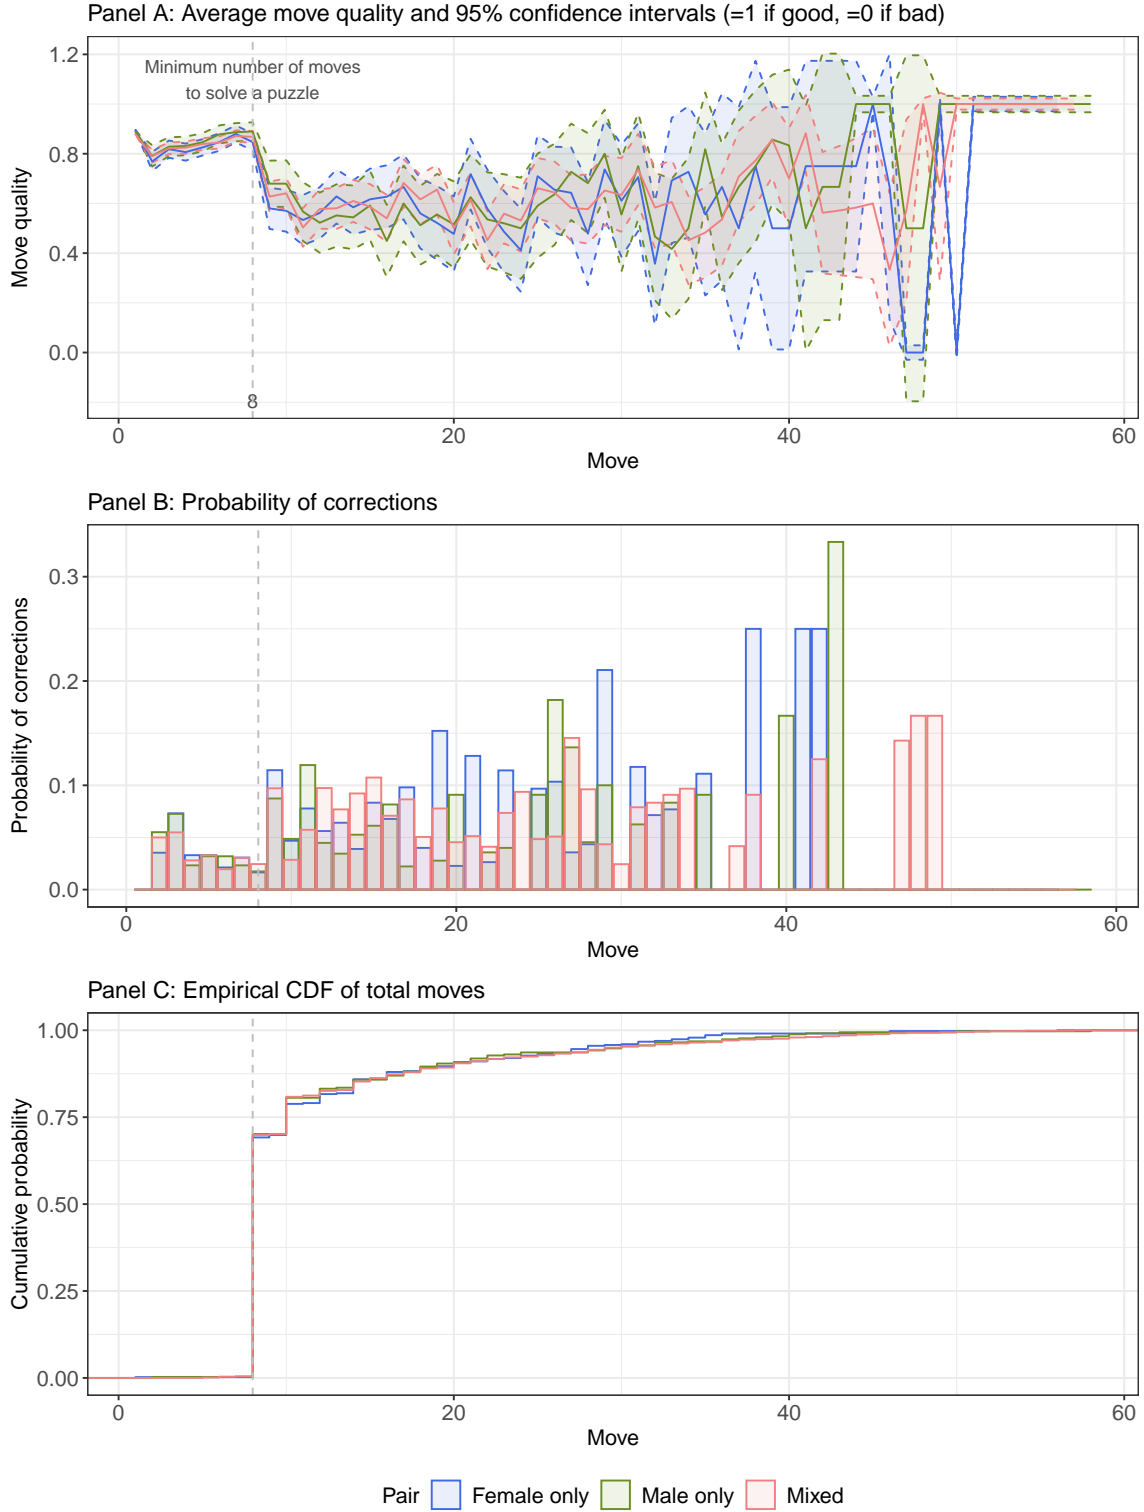 Panel A: Average move quality and 95% confidence intervals (=1 if good, =0 if bad)
1.2
Minimum number of moves
to solve a puzzle
0.8
0.4
0.0
8
Move quality
0
20
40
60
Move
Panel B: Probability of corrections
0.3
0.2
0.1
0.0
Probability of corrections
0
20
40
60
Move
Panel C: Empirical CDF of total moves
1.00
0.75
0.50
0.25
0.00
Cumulative probability
0
20
40
60
Move
Pair
Female only
Male only
Mixed